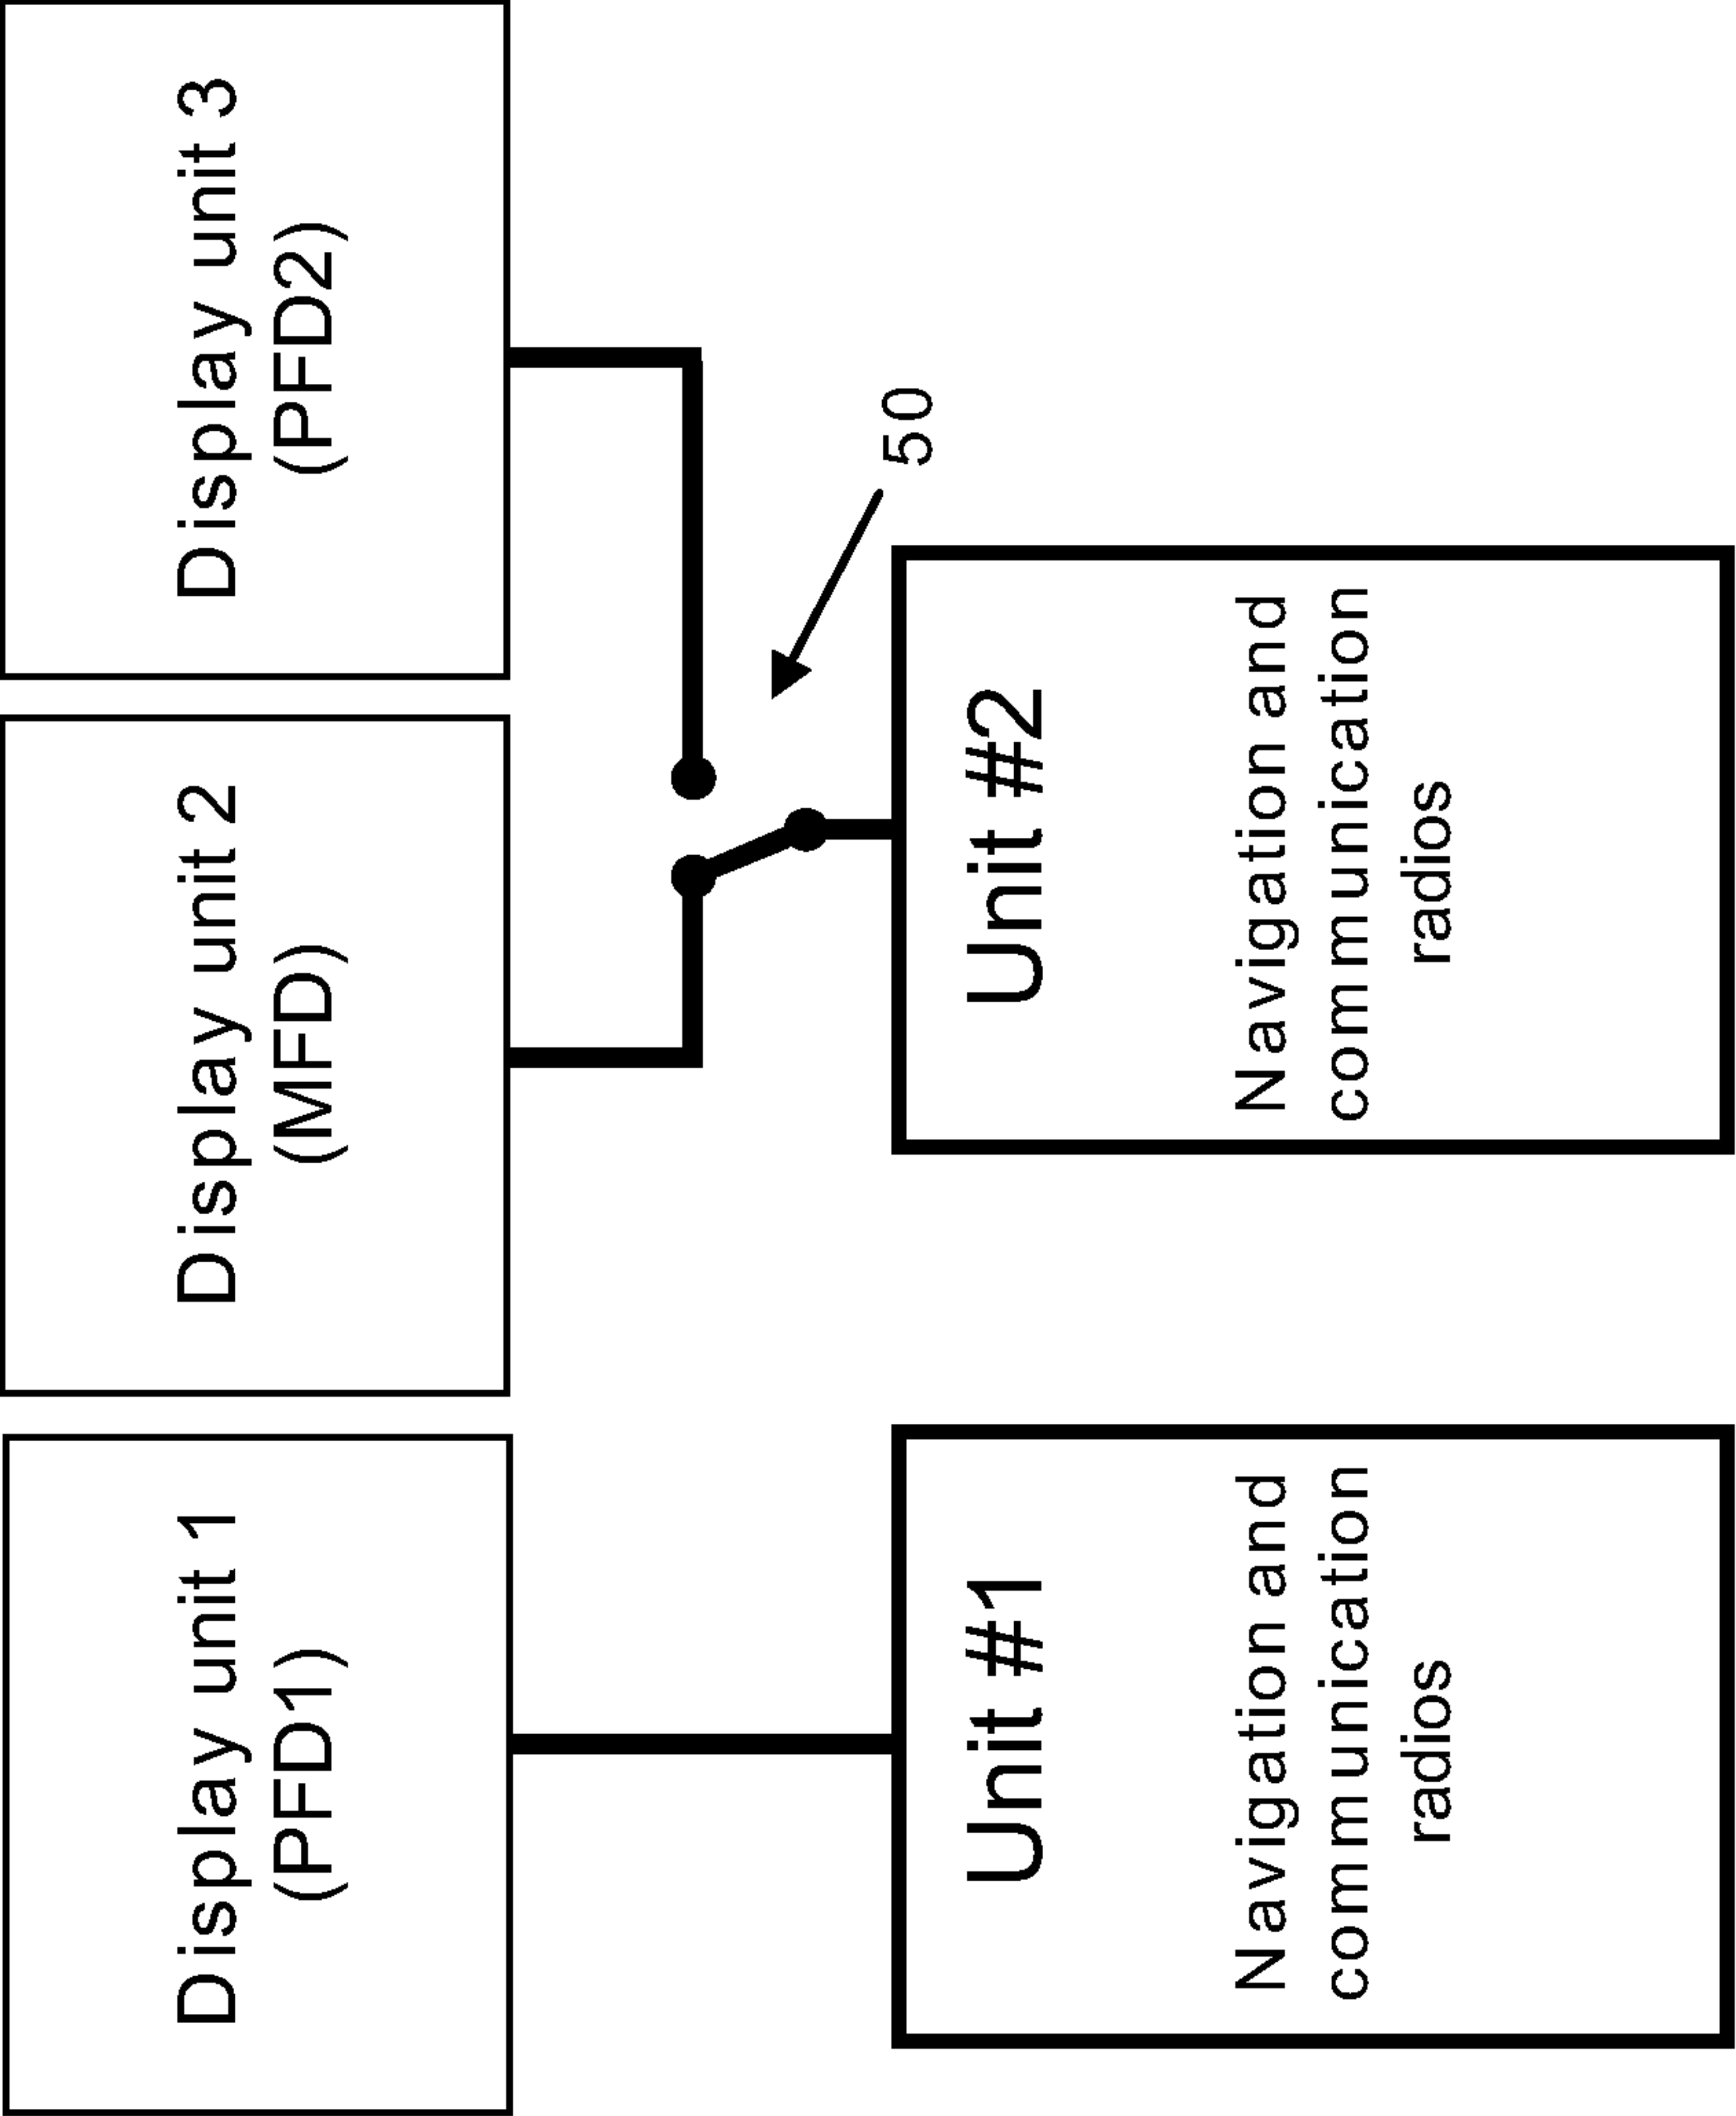 Display unit 1
(PFD1)
Display unit 2
(MFD)
Display unit 3
(PFD2)
50
Unit #1
Navigation and
communication
radios
Unit #2
Navigation and
communication
radios